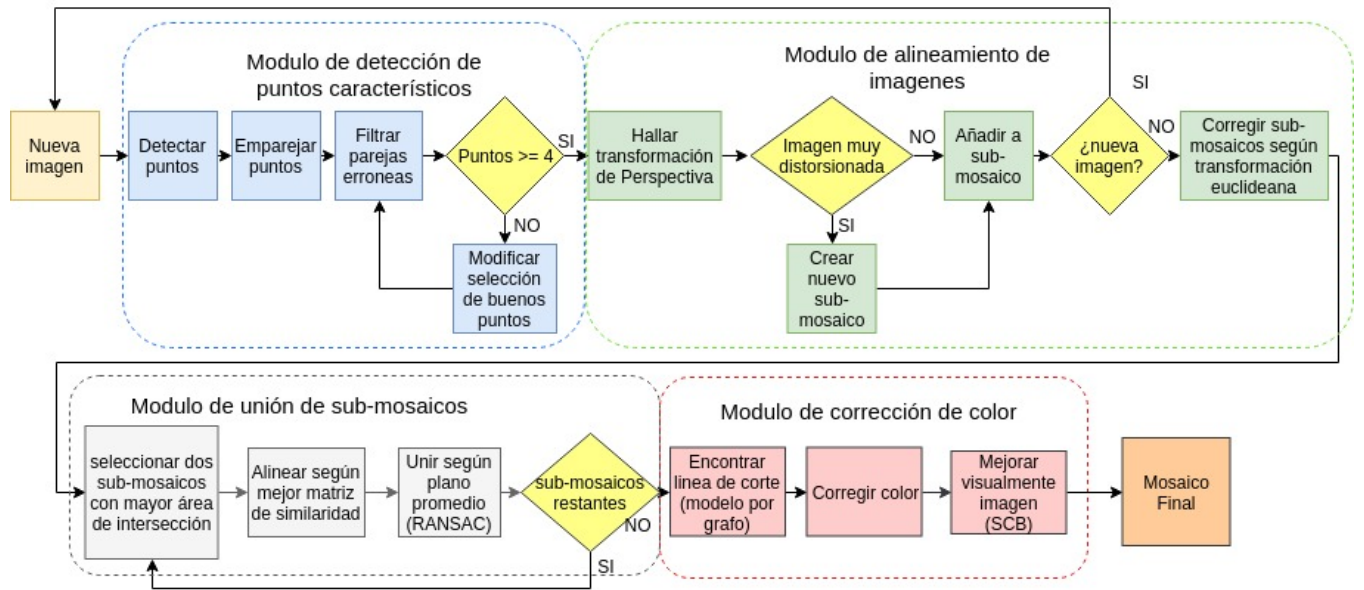 Modulo de detección de
puntos característicos
Nueva
imagen
Detectar
puntos
Emparejar
puntos
Filtrar
parejas
erroneas
Puntos >= 4
SI
NO
Modificar
selección
de buenos
puntos
Modulo de alineamiento de
imagenes
Hallar
transformación
de Perspectiva
Imagen muy
distorsionada
NO
SI
Crear
nuevo
sub-
mosaico
Añadir a
sub-
mosaico
¿nueva
imagen?
SI
NO
Corregir sub-
mosaicos según
transformación
euclideana
Modulo de unión de sub-mosaicos
seleccionar dos
sub-mosaicos
con mayor área
de intersección
Alinear según
mejor matriz
de similaridad
Unir según
plano
promedio
(RANSAC)
sub-mosaicos
restantes
NO
SI
Modulo de corrección de color
Encontrar
linea de corte
(modelo por
grafo)
Corregir color
Mejorar
visualmente
imagen
(SCB)
Mosaico
Final